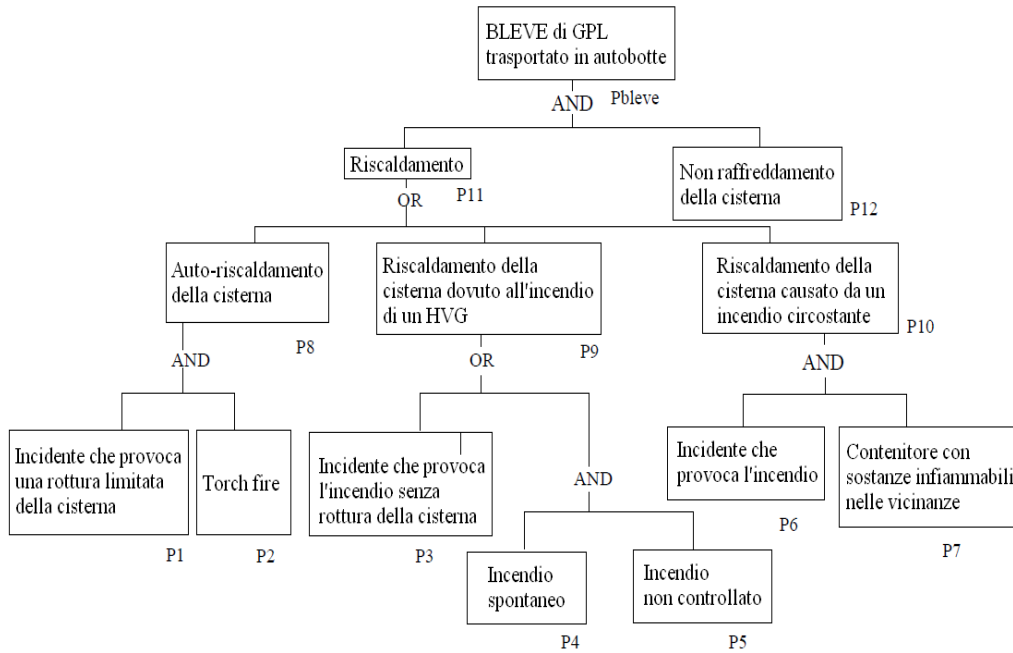 BLEVE di GPL
trasportato in autobotte
AND
Pbleve
Riscaldamento
P11
Non raffreddamento
della cisterna
P12
OR
Auto-riscaldamento
della cisterna
P8
Riscaldamento della
cisterna dovuto all'incendio
di un HVG
P9
Riscaldamento della
cisterna causato da un
incendio circostante
P10
AND
OR
AND
Incidente che provoca
una rottura limitata
della cisterna
P1
Torch fire
P2
Incidente che provoca
l'incendio senza
rottura della cisterna
P3
AND
Incidente che
provoca l'incendio
P6
Contenitore con
sostanze infiammabili
nelle vicinanze
P7
Incendio
spontaneo
P4
Incendio
non controllato
P5